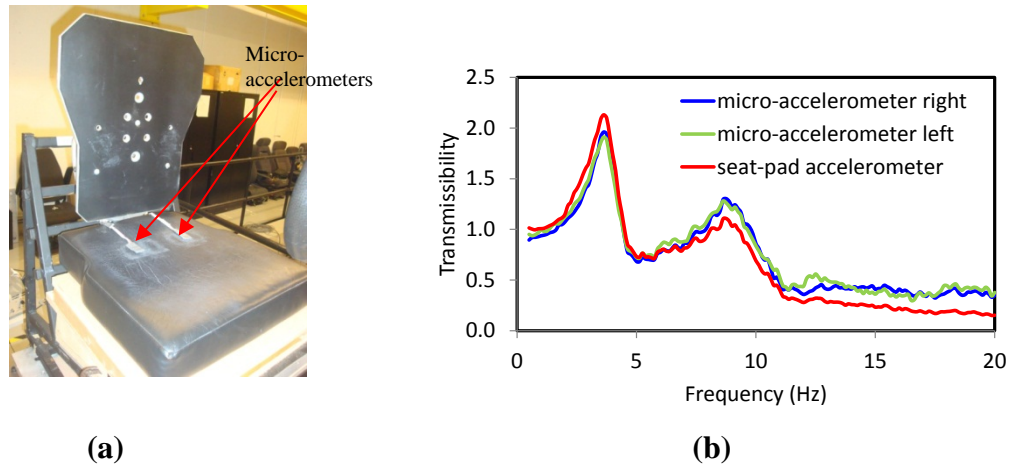 Micro-
accelerometers
(a)
2.5
2.0
1.5
1.0
0.5
0.0
Transmissibility
micro-accelerometer right
micro-accelerometer left
seat-pad accelerometer
0 5 10 15 20
Frequency (Hz)
(b)